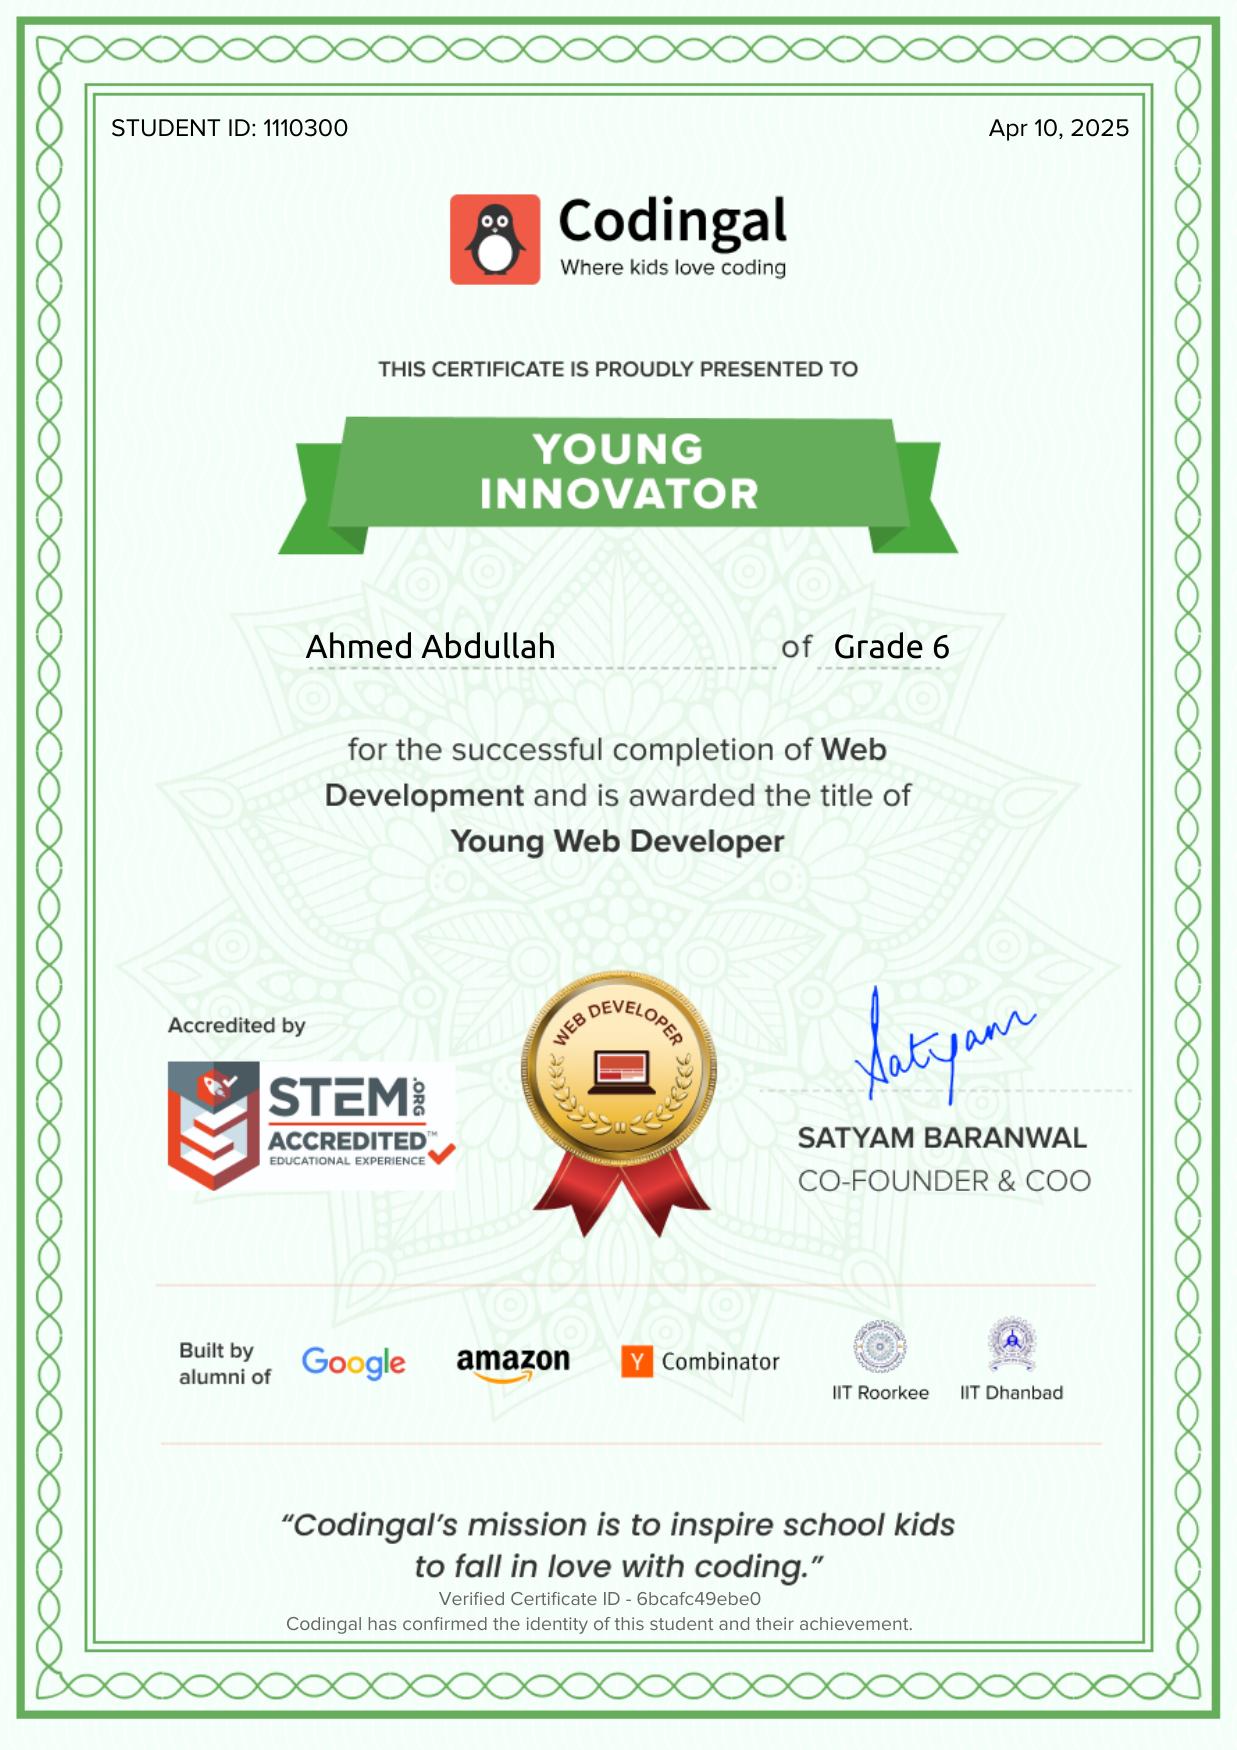 STUDENT ID: 1110300
Apr 10, 2025
Codingal
Where kids love coding
THIS CERTIFICATE IS PROUDLY PRESENTED TO
YOUNG
INNOVATOR
Ahmed Abdullah of Grade 6
for the successful completion of Web
Development and is awarded the title of
Young Web Developer
Accredited by
STEM.ORG
ACCREDITED™
EDUCATIONAL EXPERIENCE
WEB DEVELOPER
Satyam
SATYAM BARANWAL
CO-FOUNDER & COO
Built by
alumni of
Google
amazon
Y Combinator
IIT Roorkee
IIT Dhanbad
“Codingal’s mission is to inspire school kids
to fall in love with coding.”
Verified Certificate ID - 6bcafc49ebe0
Codingal has confirmed the identity of this student and their achievement.